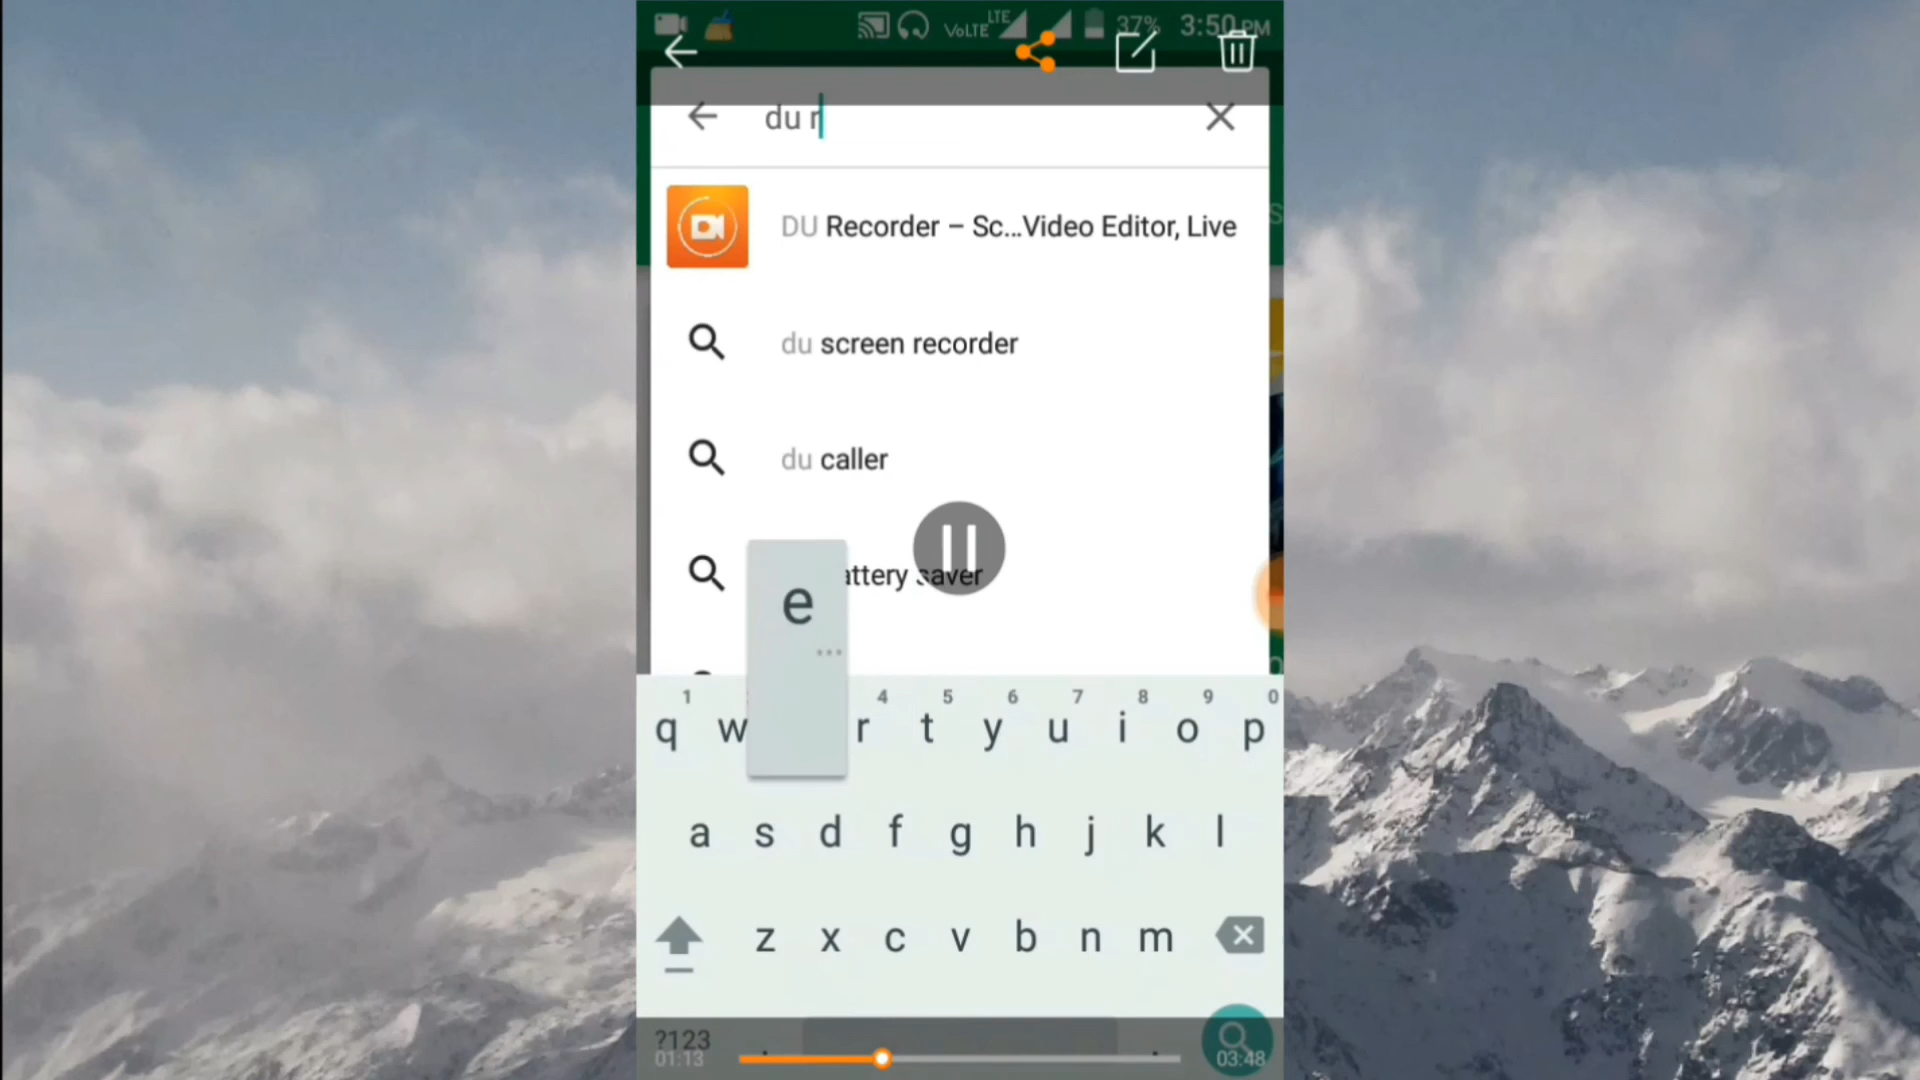 VoLTE LTE 37% 3:50 PM
du r
DU Recorder – Sc...Video Editor, Live
du screen recorder
du caller
attery saver
e
...
1 4 5 6 7 8 9 0
q w r t y u i o p
a s d f g h j k l
z x c v b n m
?123 , .
01:13 03:48